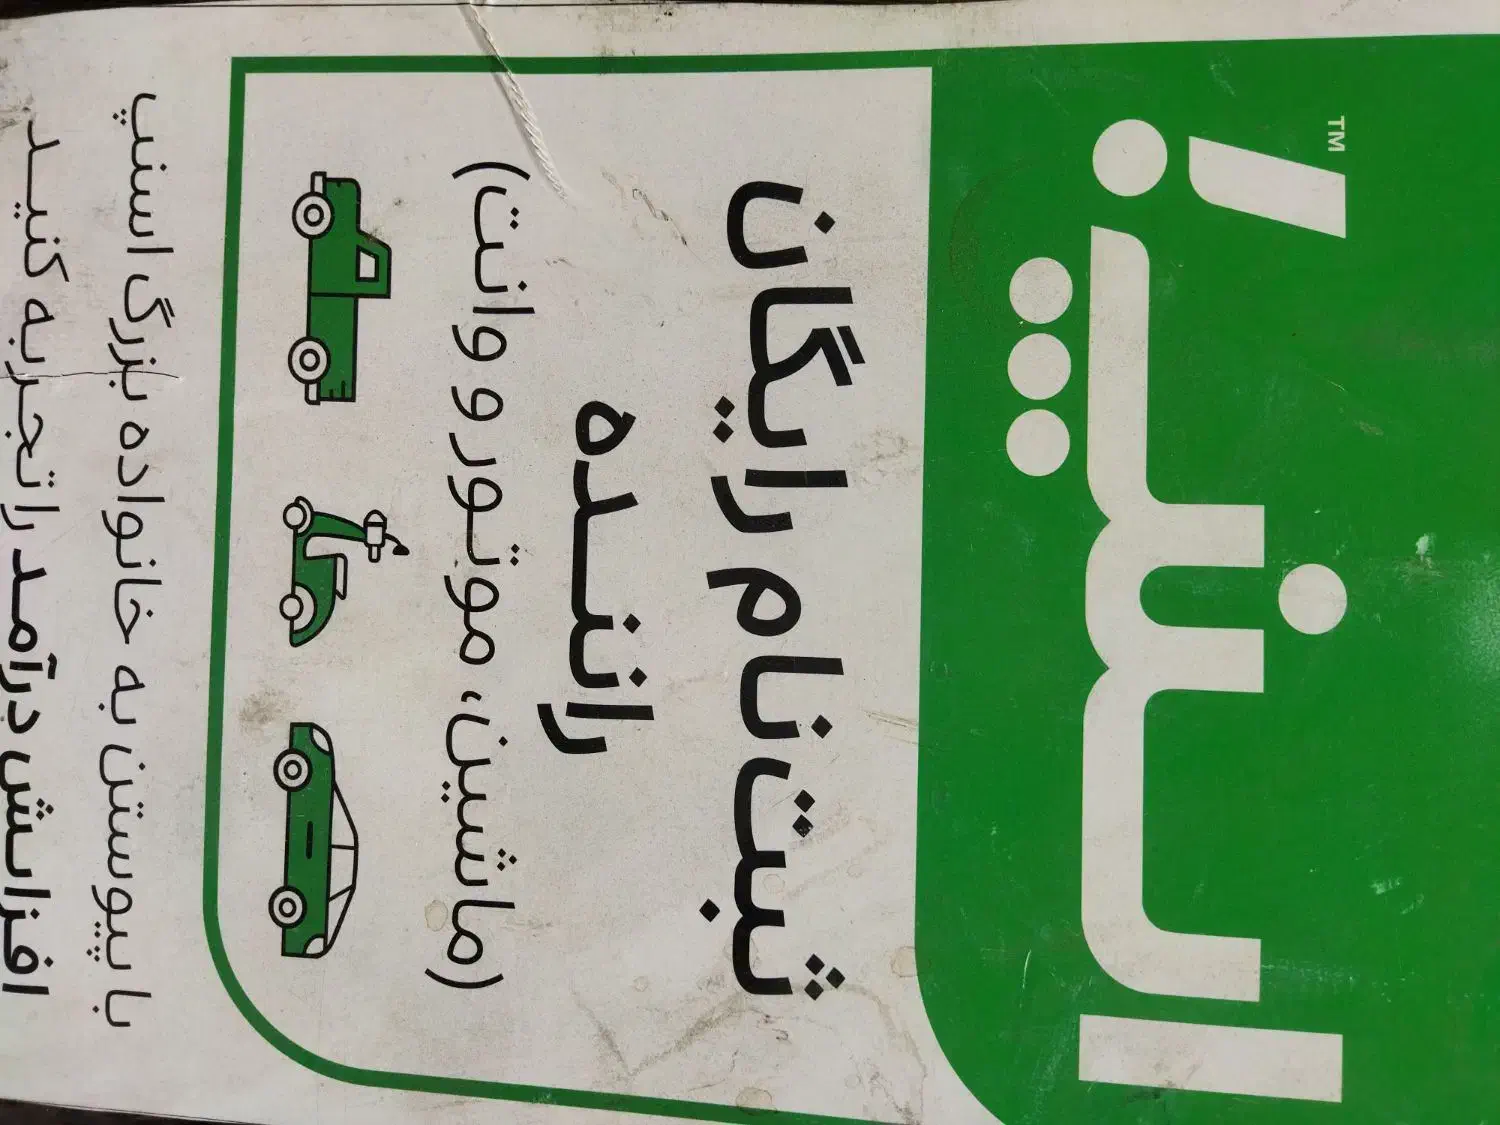 اسنپ! ™
ثبت نام رایگان
راننده
(ماشین، موتور و وانت)
با پیوستن به خانواده بزرگ اسنپ
افزایش درآمد را تجربه کنید